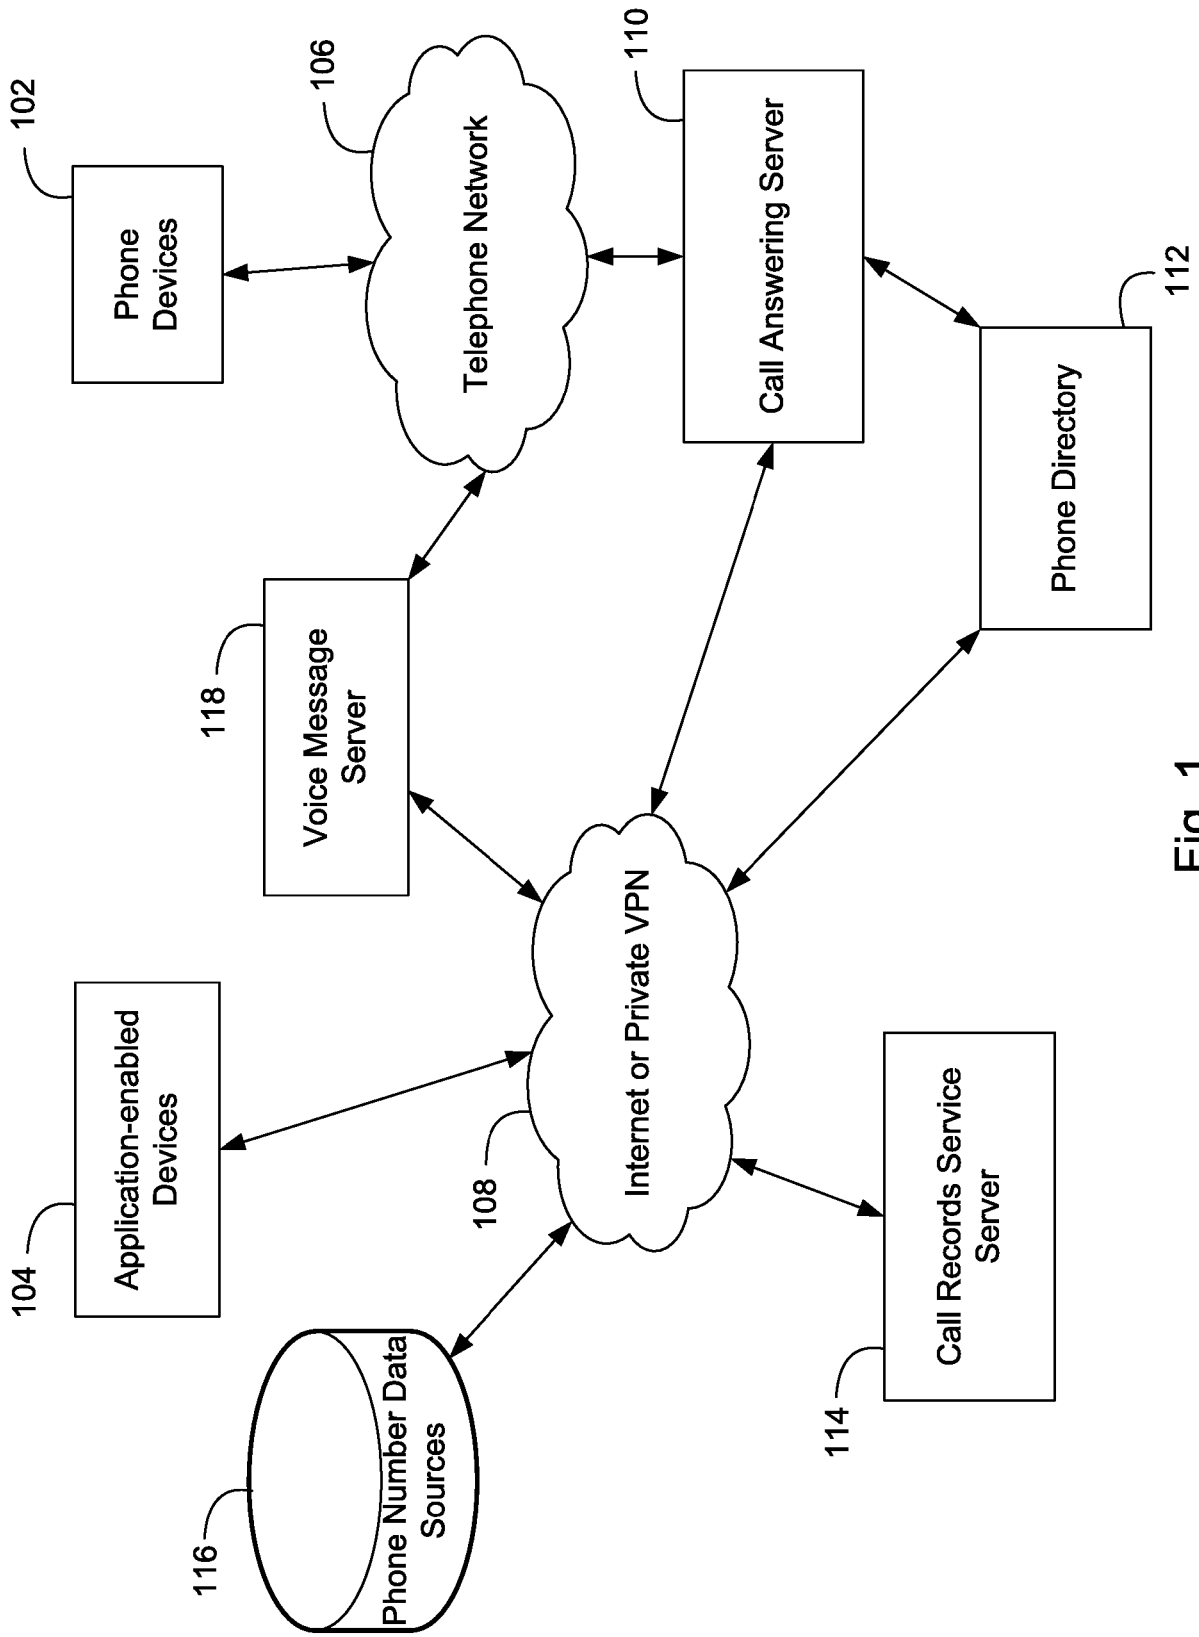 116
Phone Number Data
Sources
104
Application-enabled
Devices
118
Voice Message
Server
102
Phone
Devices
106
Telephone Network
108
Internet or Private VPN
110
Call Answering Server
114
Call Records Service
Server
Phone Directory
112
Fig. 1